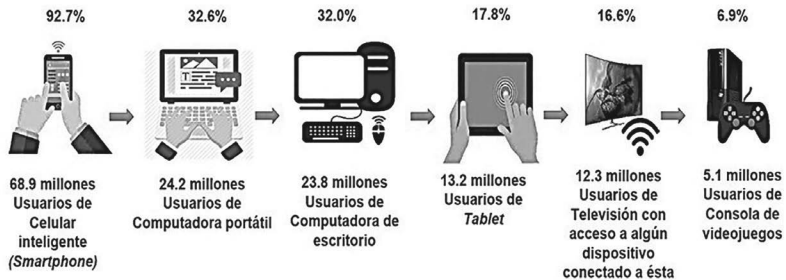 92.7%
32.6%
32.0%
17.8%
16.6%
6.9%
68.9 millones
Usuarios de
Celular
inteligente
(Smartphone)
24.2 millones
Usuarios de
Computadora portátil
23.8 millones
Usuarios de
Computadora de
escritorio
13.2 millones
Usuarios de
Tablet
12.3 millones
Usuarios de
Televisión con
acceso a algún
dispositivo
conectado a ésta
5.1 millones
Usuarios de
Consola de
videojuegos